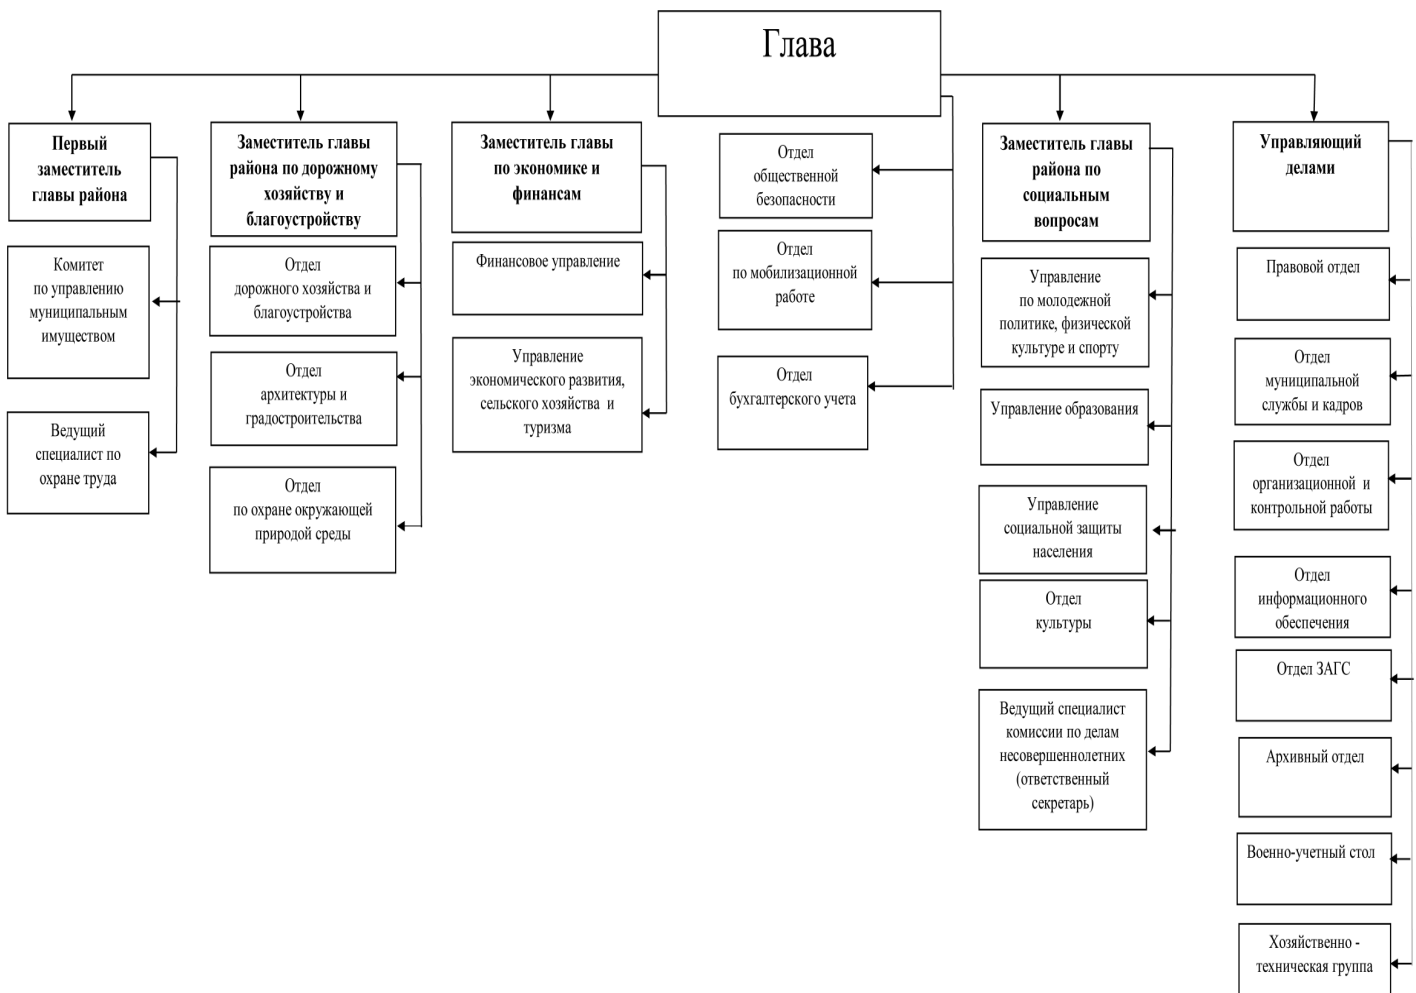 Глава
Первый
заместитель
главы района
Комитет
по управлению
муниципальным
имуществом
Ведущий
специалист по
охране труда
Заместитель главы
района по дорожному
хозяйству и
благоустройству
Отдел
дорожного хозяйства и
благоустройства
Отдел
архитектуры и
градостроительства
Отдел
по охране окружающей
природой среды
Заместитель главы
по экономике и
финансам
Финансовое управление
Управление
экономического развития,
сельского хозяйства и
туризма
Отдел
общественной
безопасности
Отдел
по мобилизационной
работе
Отдел
бухгалтерского учета
Заместитель главы
района по
социальным
вопросам
Управление
по молодежной
политике, физической
культуре и спорту
Управление образования
Управление
социальной защиты
населения
Отдел
культуры
Ведущий специалист
комиссии по делам
несовершеннолетних
(ответственный
секретарь)
Управляющий
делами
Правовой отдел
Отдел
муниципальной
службы и кадров
Отдел
организационной и
контрольной работы
Отдел
информационного
обеспечения
Отдел ЗАГС
Архивный отдел
Военно-учетный стол
Хозяйственно -
техническая группа